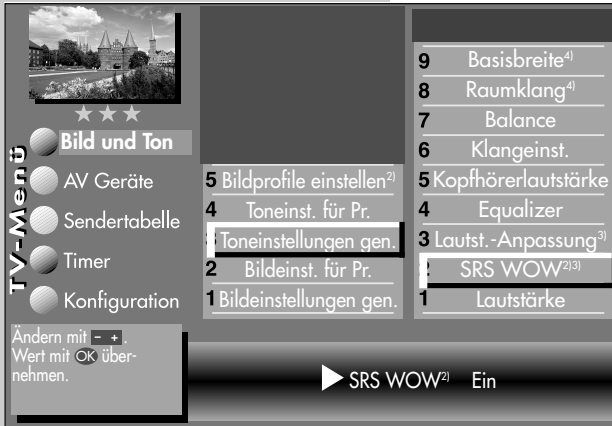 TV-Menü
Bild und Ton
AV Geräte
Sendertabelle
Timer
Konfiguration
Ändern mit - + .
Wert mit OK über-
nehmen.
5 Bildprofile einstellen2)
4 Toneinst. für Pr.
3 Toneinstellungen gen.
2 Bildeinst. für Pr.
1 Bildeinstellungen gen.
9 Basisbreite4)
8 Raumklang4)
7 Balance
6 Klangeinst.
5 Kopfhörerlautstärke
4 Equalizer
3 Lautst.-Anpassung3)
2 SRS WOW2)3)
1 Lautstärke
SRS WOW2) Ein